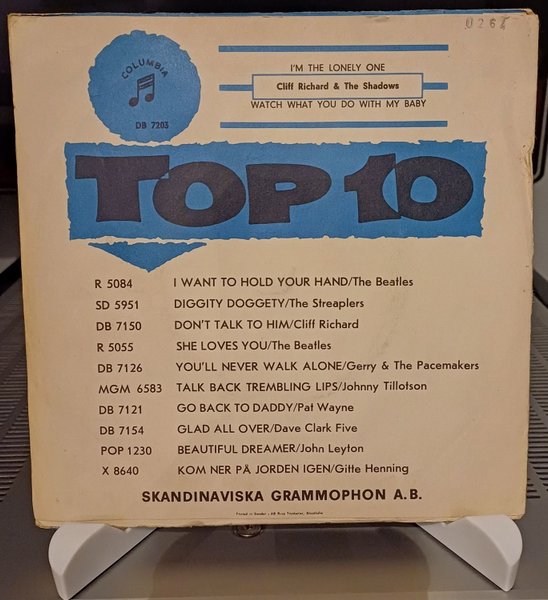 0268
COLUMBIA
DB 7203
I'M THE LONELY ONE
Cliff Richard & The Shadows
WATCH WHAT YOU DO WITH MY BABY
TOP 10
R 5084 I WANT TO HOLD YOUR HAND/The Beatles
SD 5951 DIGGITY DOGGETY/The Streaplers
DB 7150 DON'T TALK TO HIM/Cliff Richard
R 5055 SHE LOVES YOU/The Beatles
DB 7126 YOU'LL NEVER WALK ALONE/Gerry & The Pacemakers
MGM 6583 TALK BACK TREMBLING LIPS/Johnny Tillotson
DB 7121 GO BACK TO DADDY/Pat Wayne
DB 7154 GLAD ALL OVER/Dave Clark Five
POP 1230 BEAUTIFUL DREAMER/John Leyton
X 8640 KOM NER PÅ JORDEN IGEN/Gitte Henning
SKANDINAVISKA GRAMMOPHON A.B.
Printed in Sweden